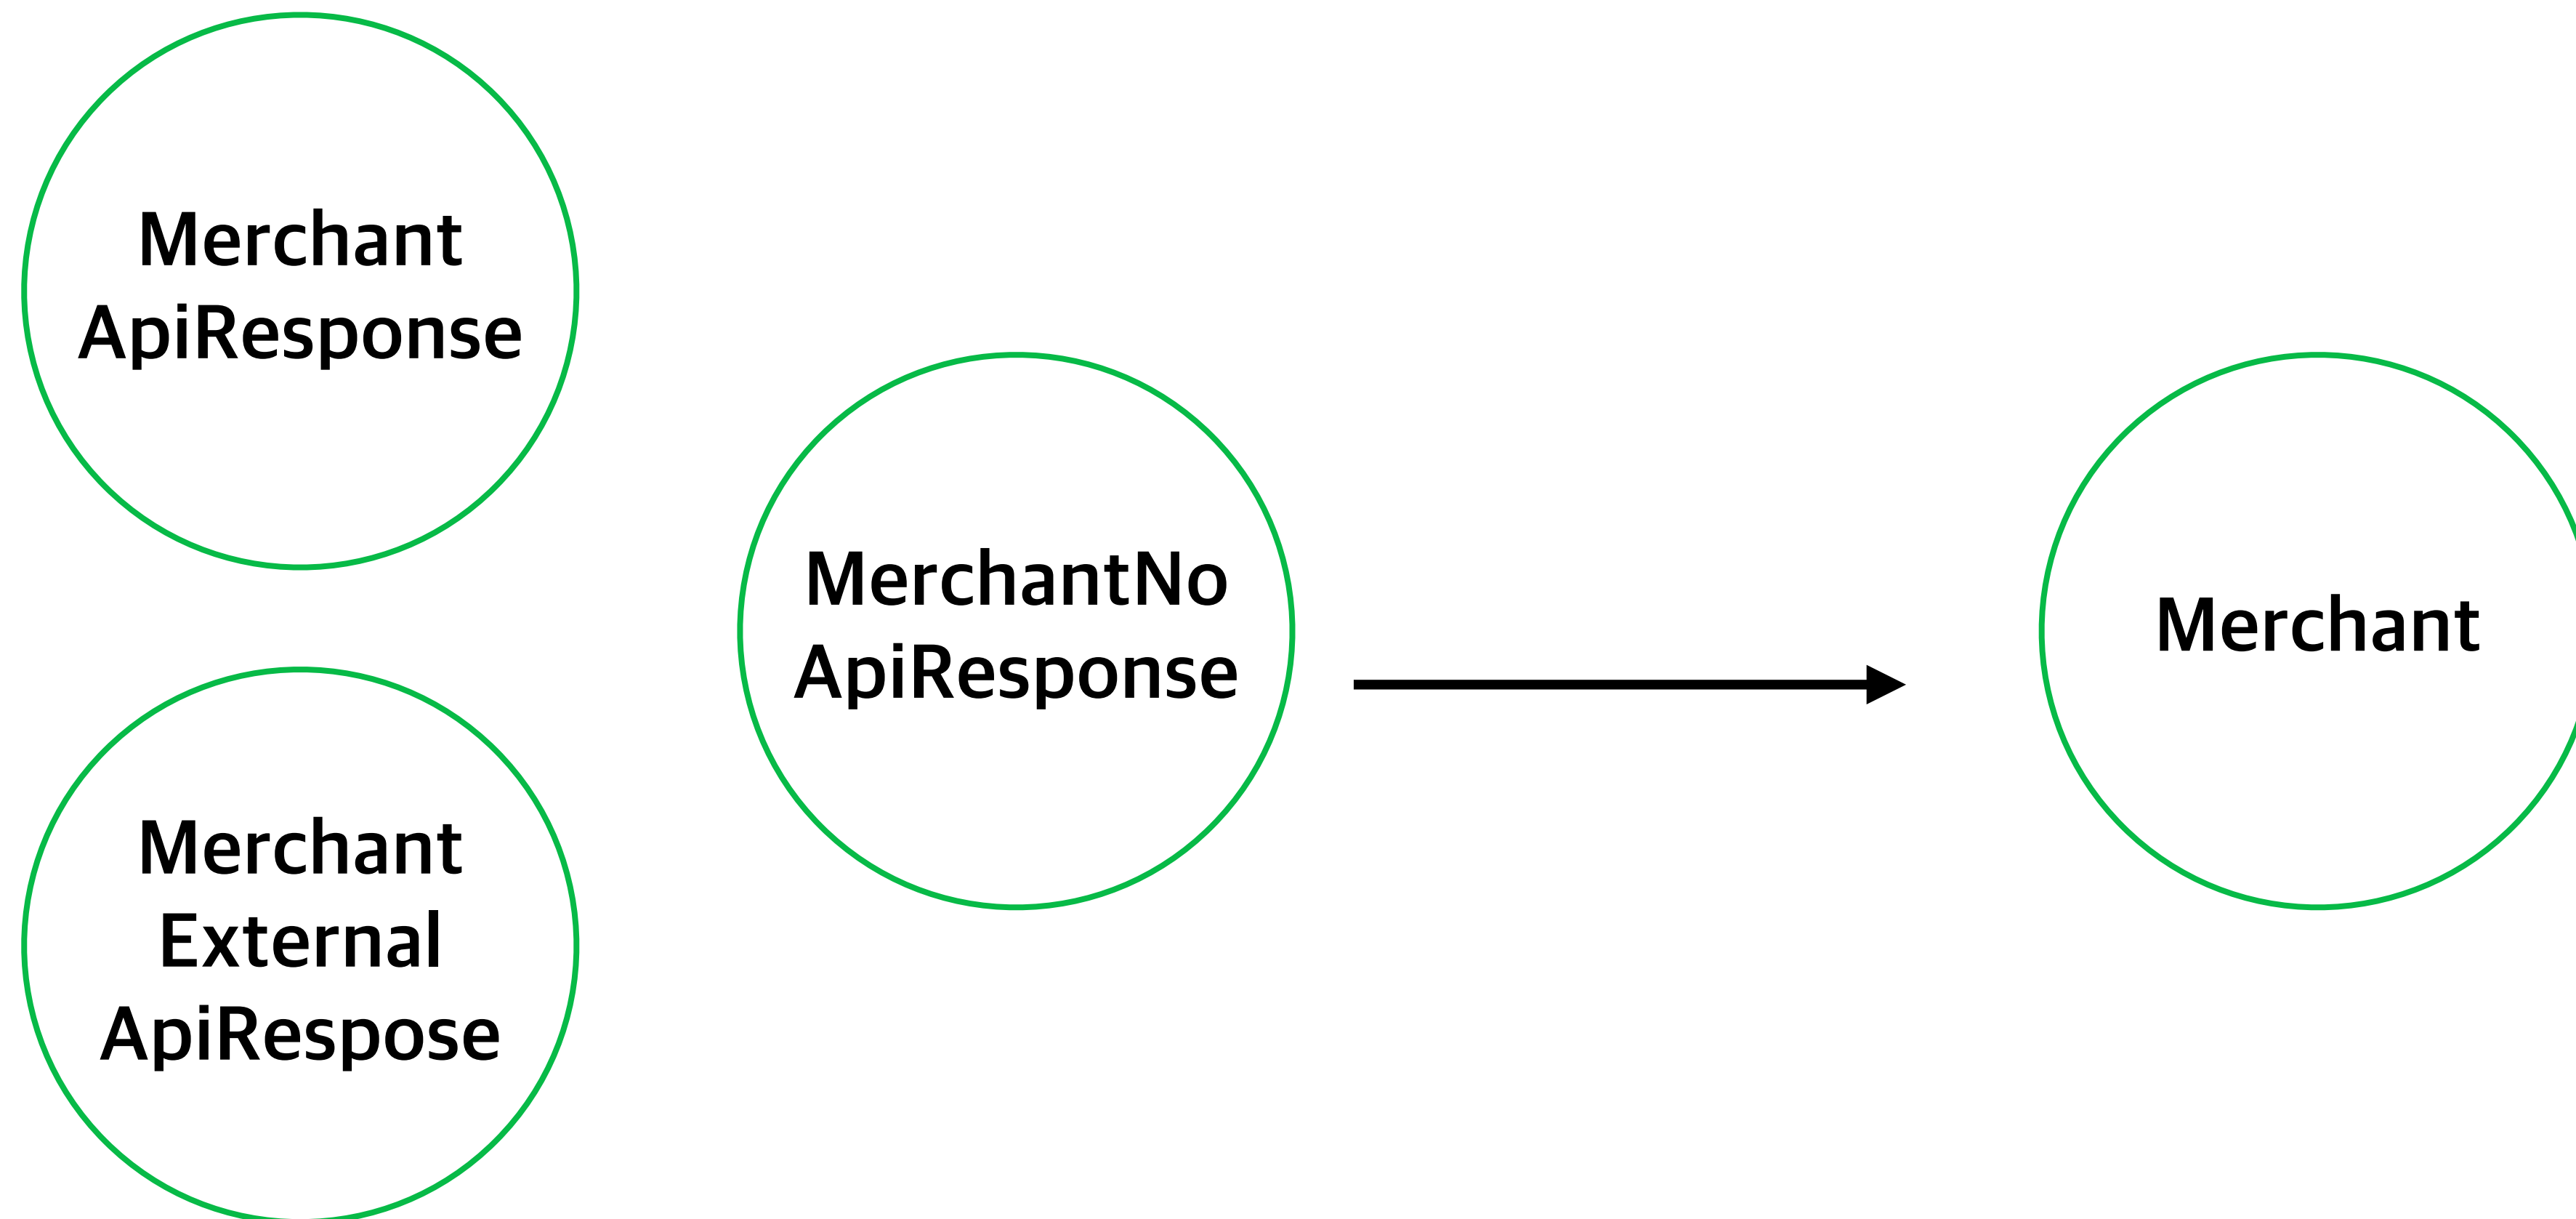 Merchant
ApiResponse
Merchant
External
ApiRespose
MerchantNo
ApiResponse
Merchant